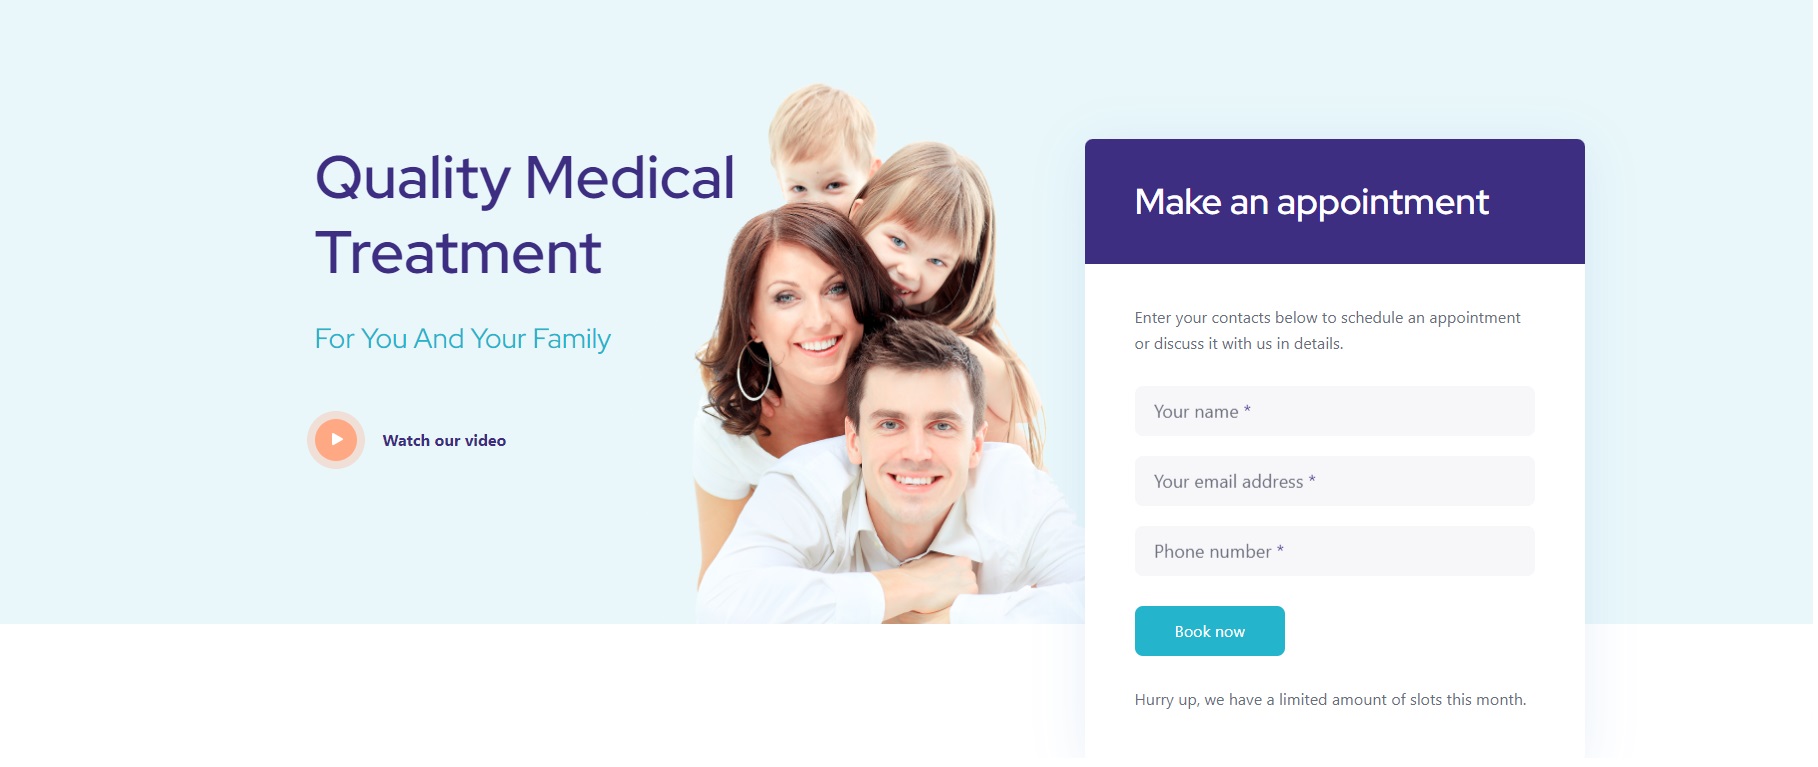 Quality Medical
Treatment
For You And Your Family
Watch our video
Make an appointment
Enter your contacts below to schedule an appointment
or discuss it with us in details.
Your name *
Your email address *
Phone number *
Book now
Hurry up, we have a limited amount of slots this month.